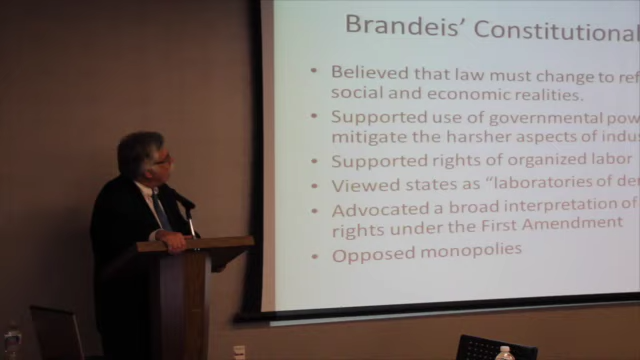 Brandeis' Constitutional
• Believed that law must change to ref
social and economic realities.
• Supported use of governmental pow
mitigate the harsher aspects of indu
• Supported rights of organized labor
• Viewed states as "laboratories of de
• Advocated a broad interpretation of
rights under the First Amendment
• Opposed monopolies